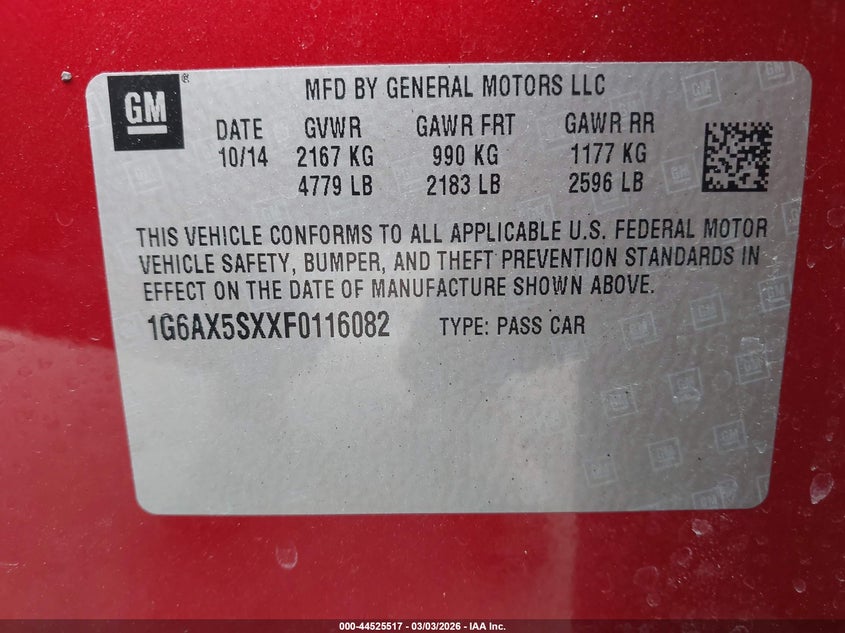 GM
MFD BY GENERAL MOTORS LLC
DATE GVWR GAWR FRT GAWR RR
10/14 2167 KG 990 KG 1177 KG
4779 LB 2183 LB 2596 LB
THIS VEHICLE CONFORMS TO ALL APPLICABLE U.S. FEDERAL MOTOR
VEHICLE SAFETY, BUMPER, AND THEFT PREVENTION STANDARDS IN
EFFECT ON THE DATE OF MANUFACTURE SHOWN ABOVE.
1G6AX5SXXF0116082 TYPE: PASS CAR
000-44525517 | 03/03/2026 - IAA Inc.